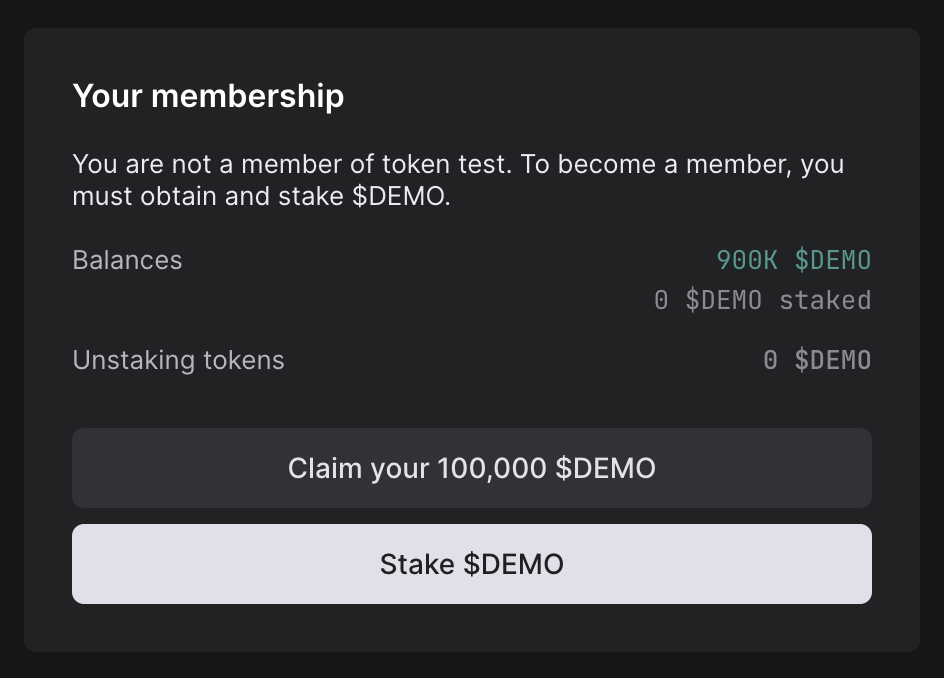 Your membership
You are not a member of token test. To become a member, you
must obtain and stake $DEMO.
Balances 900K $DEMO
0 $DEMO staked
Unstaking tokens 0 $DEMO
Claim your 100,000 $DEMO
Stake $DEMO